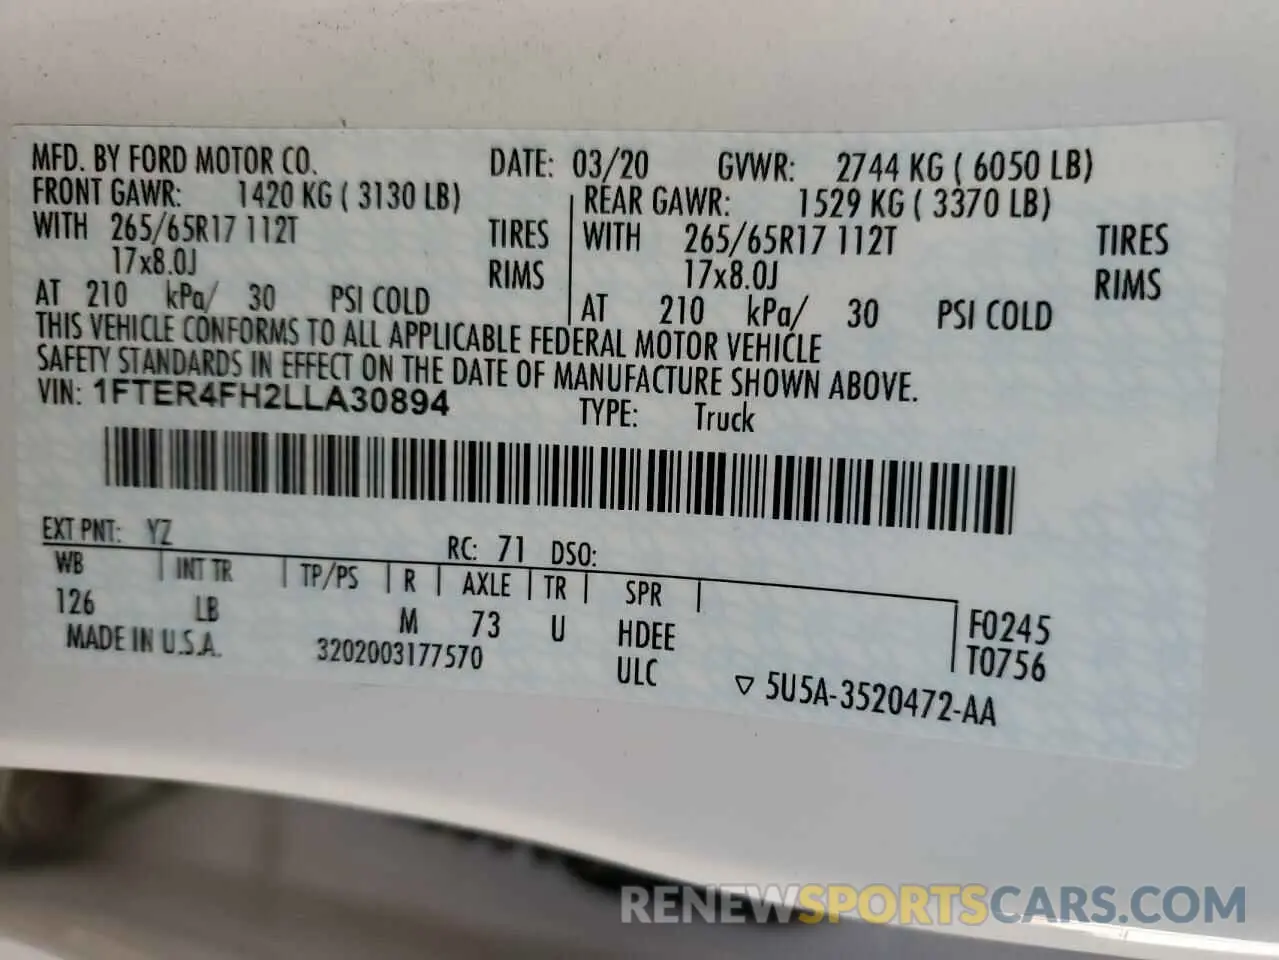 MFD. BY FORD MOTOR CO. DATE: 03/20 GVWR: 2744 KG ( 6050 LB)
FRONT GAWR: 1420 KG ( 3130 LB) REAR GAWR: 1529 KG ( 3370 LB)
WITH 265/65R17 112T TIRES WITH 265/65R17 112T TIRES
17x8.0J RIMS 17x8.0J RIMS
AT 210 kPa/ 30 PSI COLD AT 210 kPa/ 30 PSI COLD
THIS VEHICLE CONFORMS TO ALL APPLICABLE FEDERAL MOTOR VEHICLE
SAFETY STANDARDS IN EFFECT ON THE DATE OF MANUFACTURE SHOWN ABOVE.
VIN: 1FTER4FH2LLA30894 TYPE: Truck
EXT PNT: YZ RC: 71 DSO:
WB INT TR TP/PS R AXLE TR SPR
126 LB M 73 U HDEE F0245
MADE IN U.S.A. 3202003177570 ULC T0756
▽ 5U5A-3520472-AA
RENEWSPORTSCARS.COM